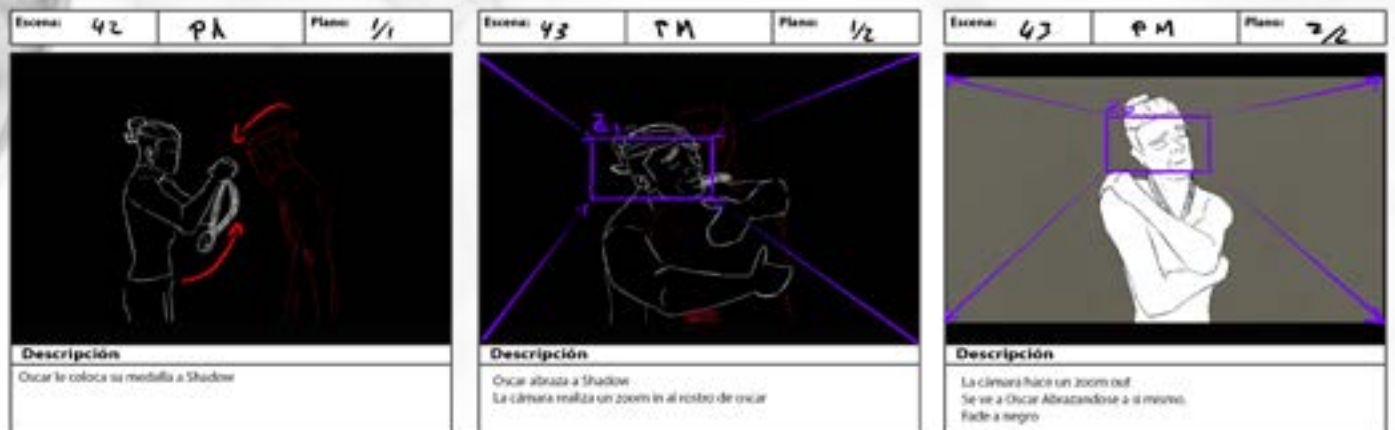 Escena: 42 PA Plano: 1/1
Descripción
Oscar le coloca su medalla a Shadow
Escena: 43 PM Plano: 1/2
Descripción
Oscar abraza a Shadow
La cámara realiza un zoom in al rostro de oscar
Escena: 43 PM Plano: 2/2
Descripción
La cámara hace un zoom out
Se ve a Oscar Abrazandose a si mismo.
Fade a negro